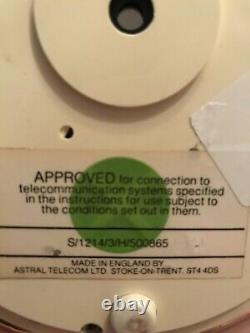 APPROVED for connection to
telecommunication systems specified
in the instructions for use subject to
the conditions set out in them.
S/1214/3/H/500865
MADE IN ENGLAND BY
ASTRAL TELECOM LTD. STOKE-ON-TRENT. ST4 4DS